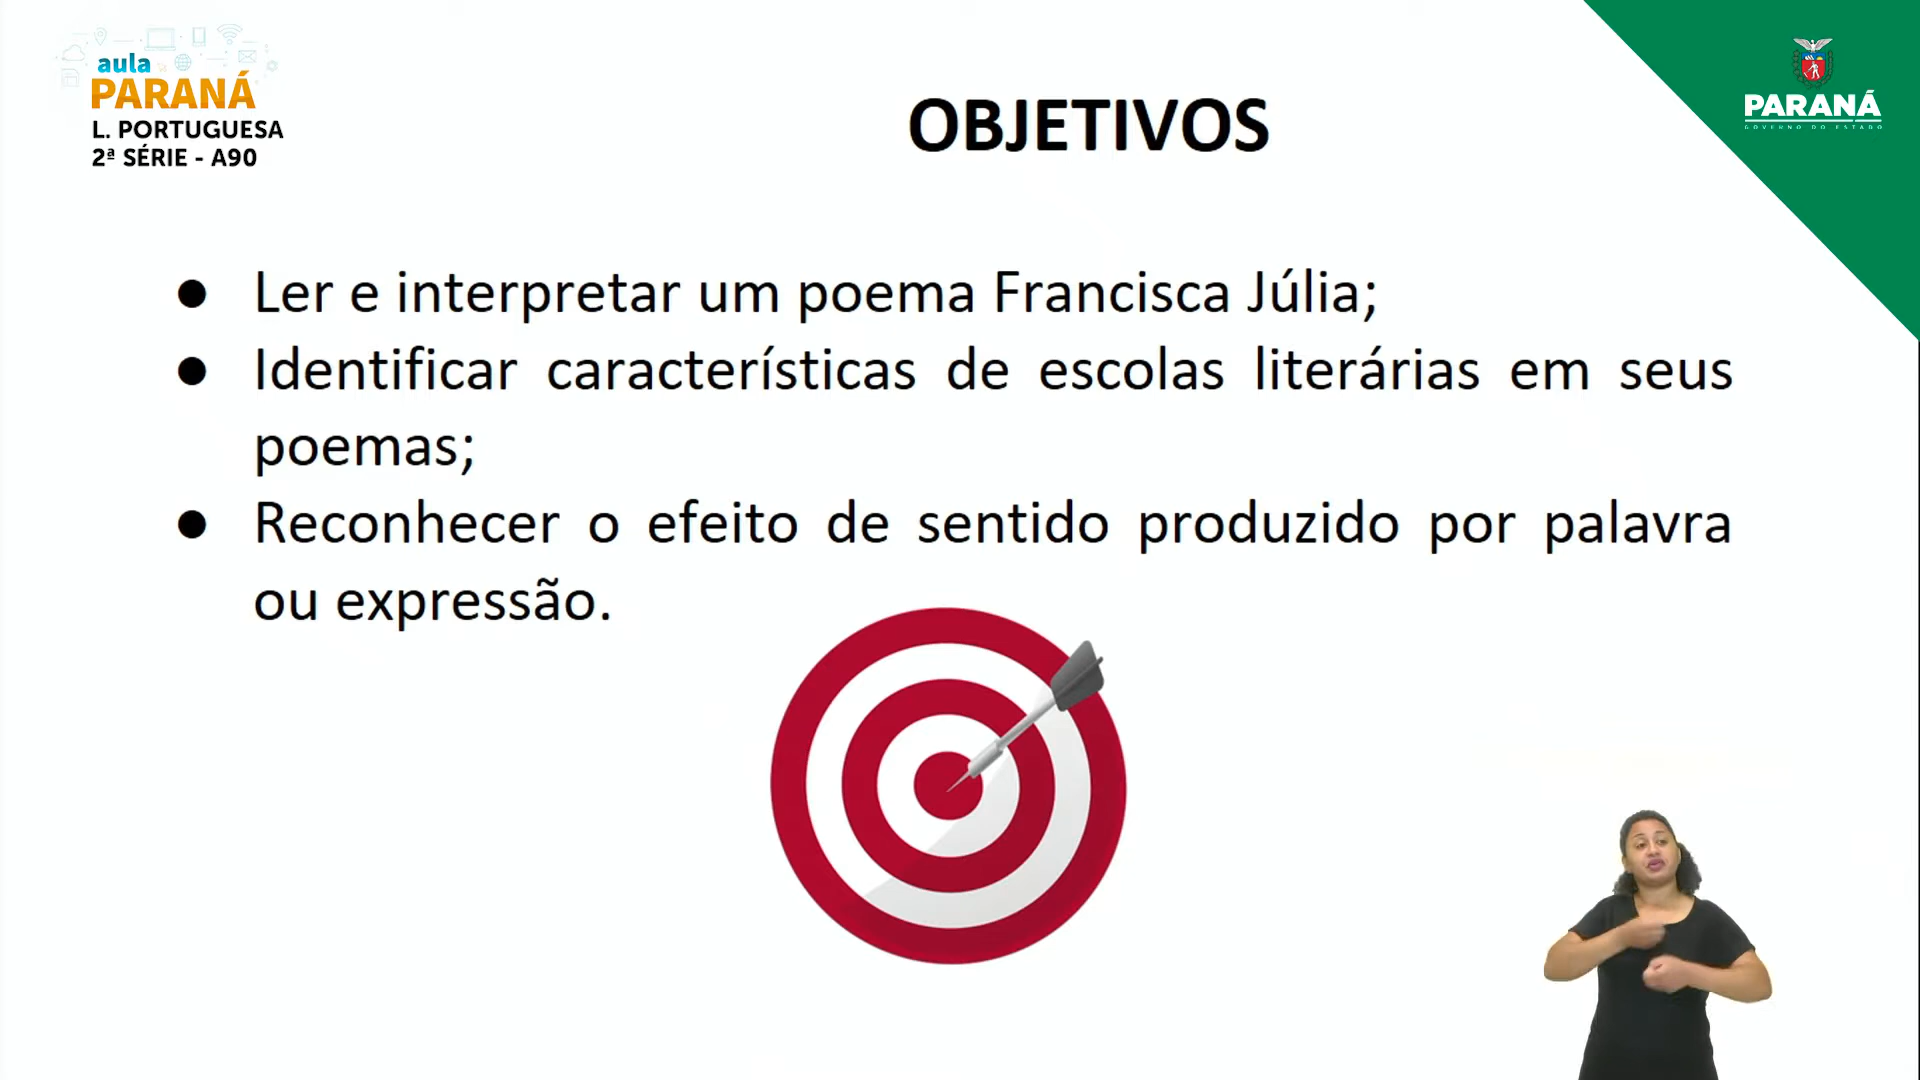 aula
PARANÁ
L. PORTUGUESA
2ª SÉRIE - A90
OBJETIVOS
PARANÁ
GOVERNO DO ESTADO
● Ler e interpretar um poema Francisca Júlia;
● Identificar características de escolas literárias em seus
poemas;
● Reconhecer o efeito de sentido produzido por palavra
ou expressão.